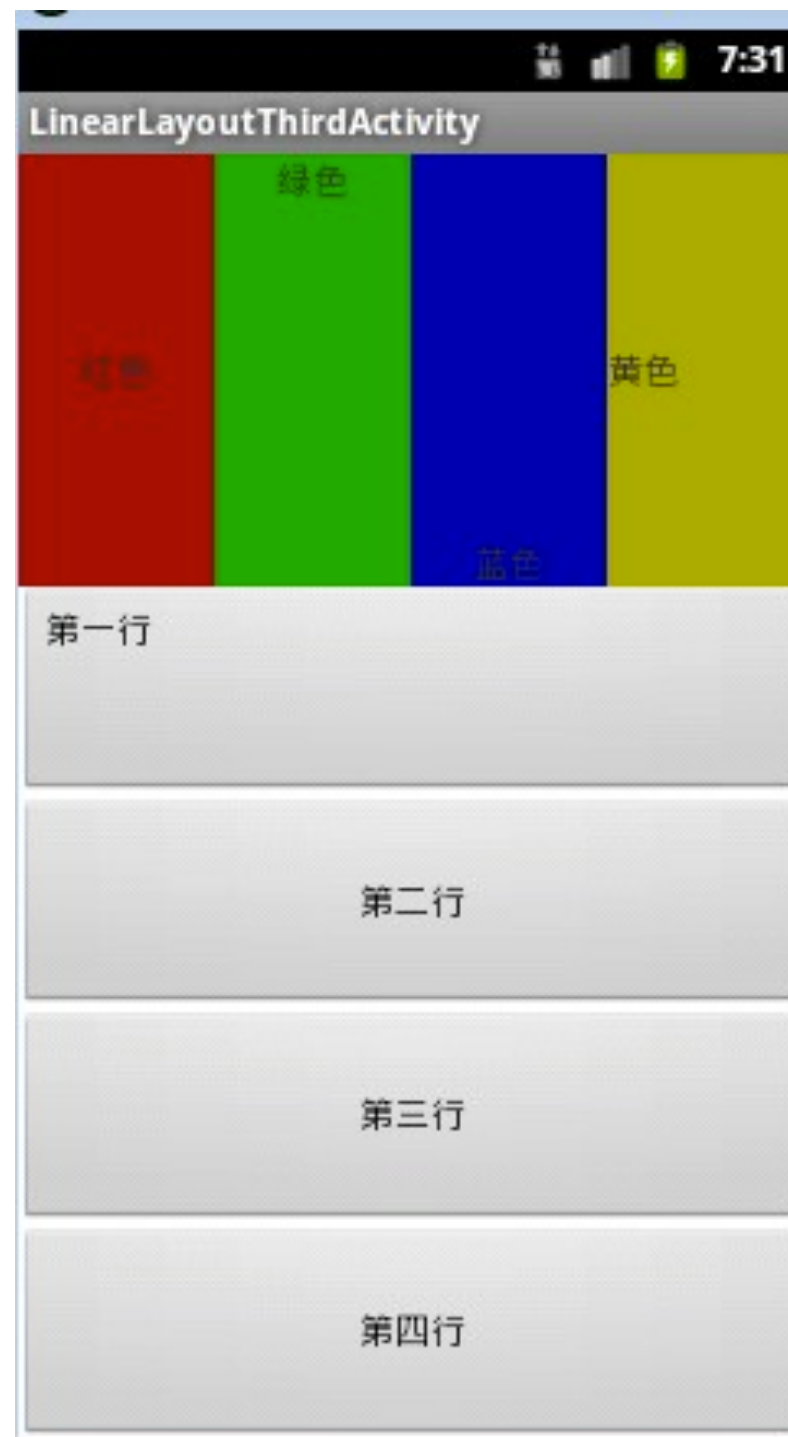 7:31
LinearLayoutThirdActivity
绿色
红色
黄色
蓝色
第一行
第二行
第三行
第四行